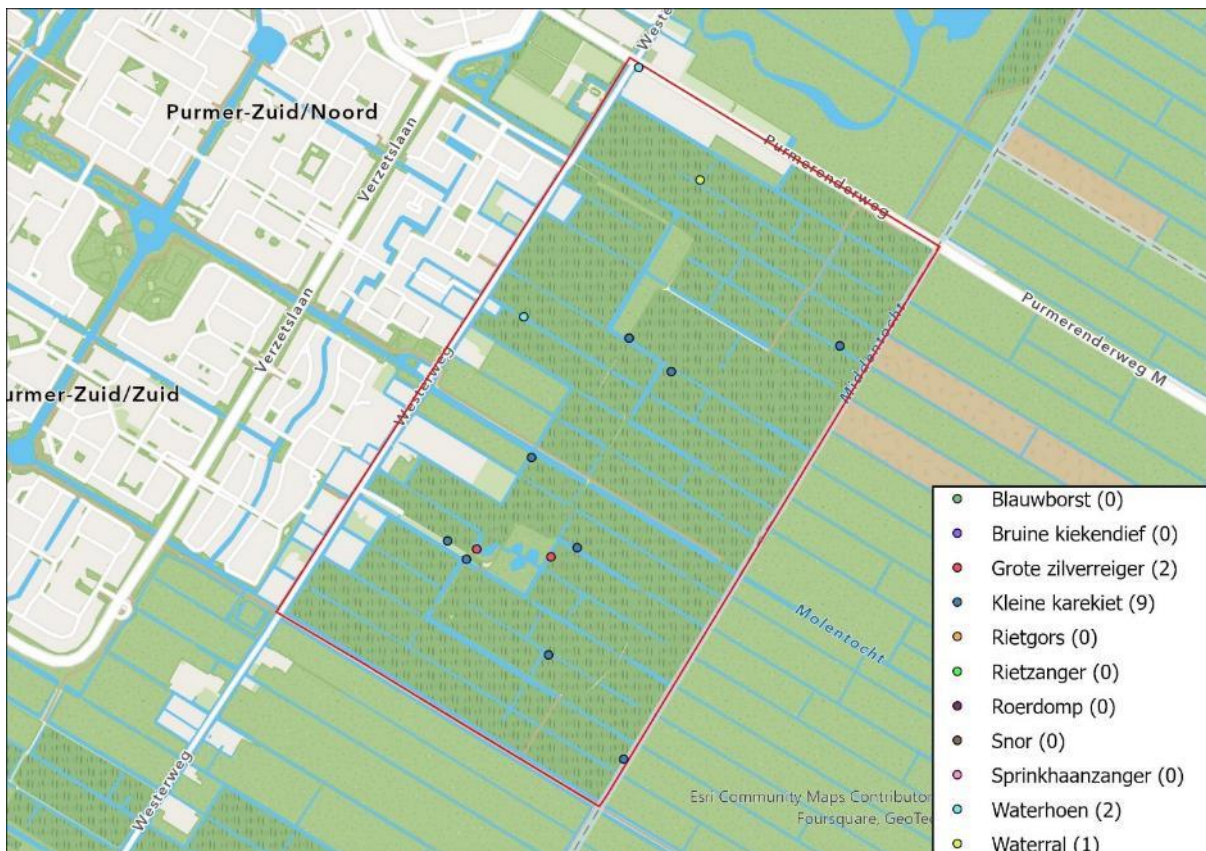 Weste
Purmer-Zuid/Noord
Verzetslaan
Purmerenderweg
Purmerenderweg M
Verzetslaan
Middentocht
urmer-Zuid/Zuid
Westerweg
Molentocht
Westerweg
Blauwborst (0)
Bruine kiekendief (0)
Grote zilverreiger (2)
Kleine karekiet (9)
Rietgors (0)
Rietzanger (0)
Roerdomp (0)
Snor (0)
Sprinkhaanzanger (0)
Waterhoen (2)
Waterral (1)
Esri Community Maps Contributor
Foursquare, GeoTec